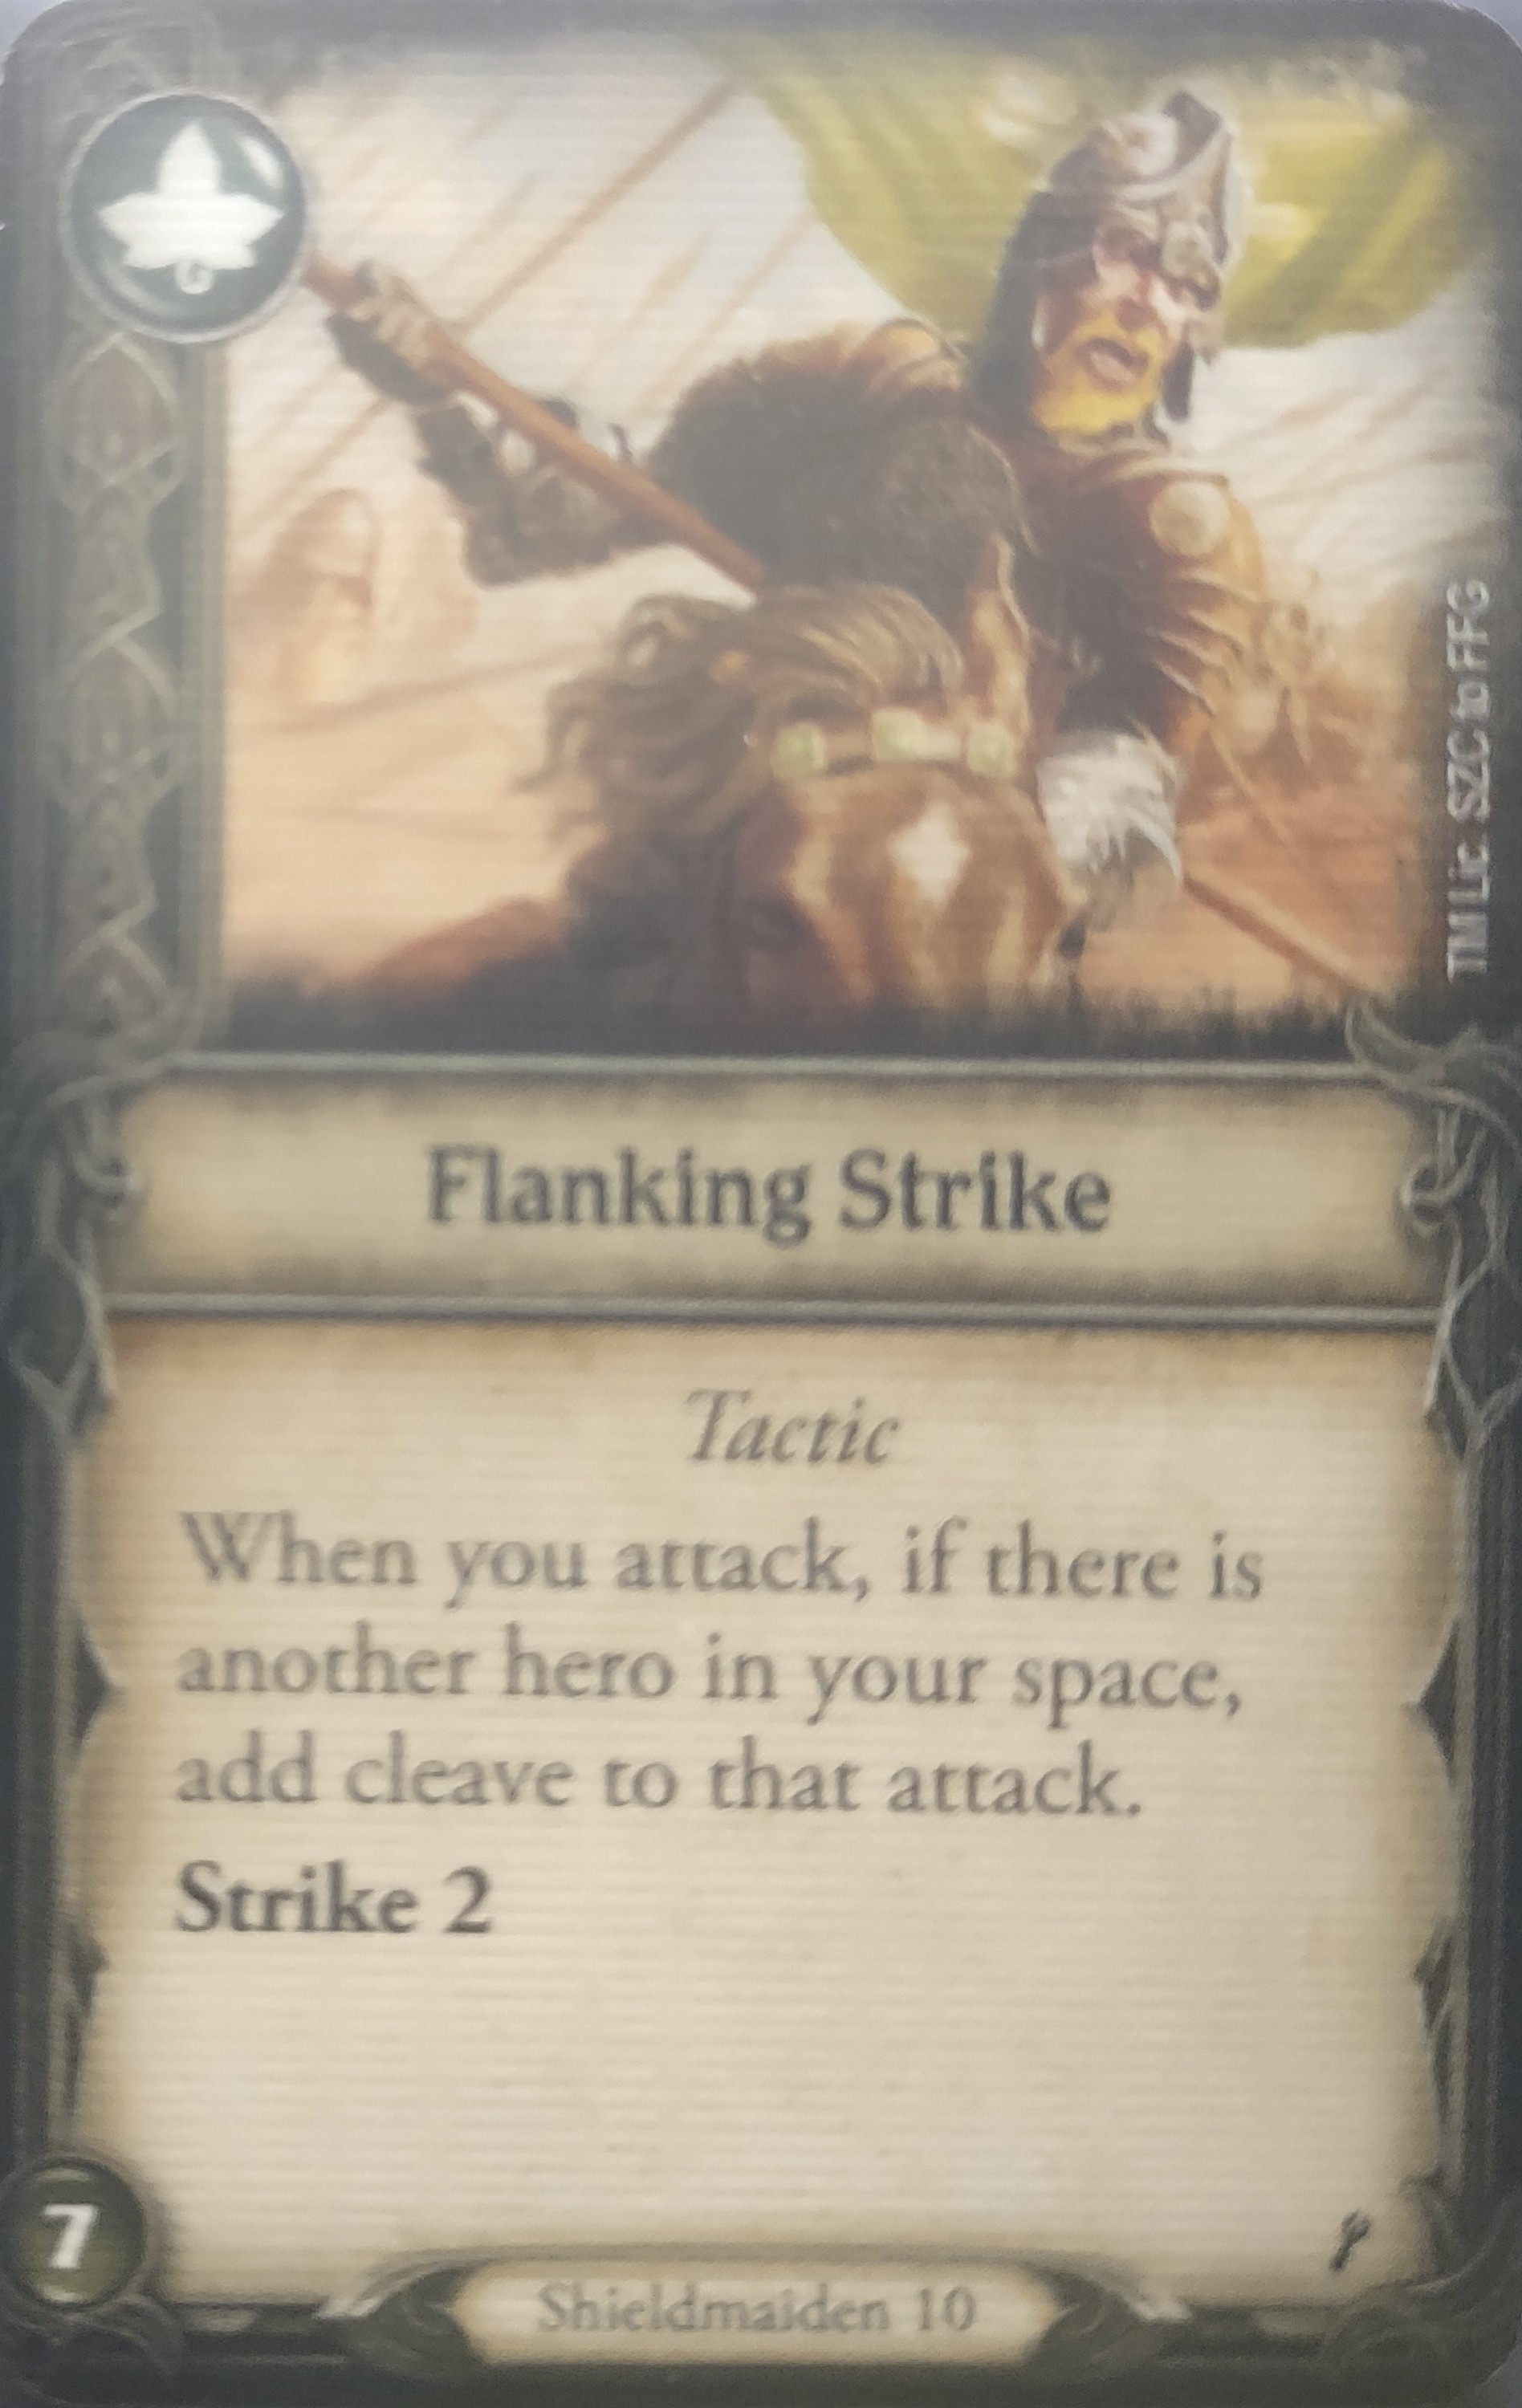 TM Lic. SZC to FFG
Flanking Strike
Tactic
When you attack, if there is
another hero in your space,
add cleave to that attack.
Strike 2
7
Shieldmaiden 10